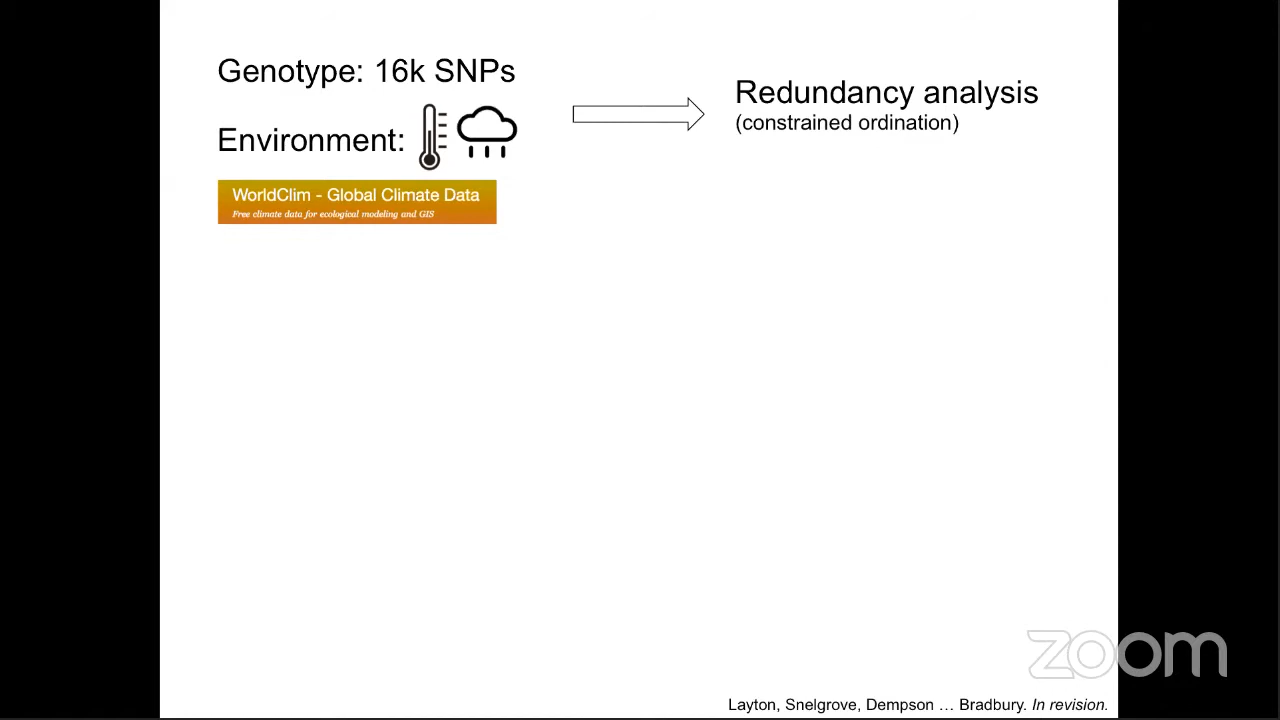 Genotype: 16k SNPs
Environment:
WorldClim - Global Climate Data
Free climate data for ecological modeling and GIS
Redundancy analysis
(constrained ordination)
zoom
Layton, Snelgrove, Dempson … Bradbury. In revision.